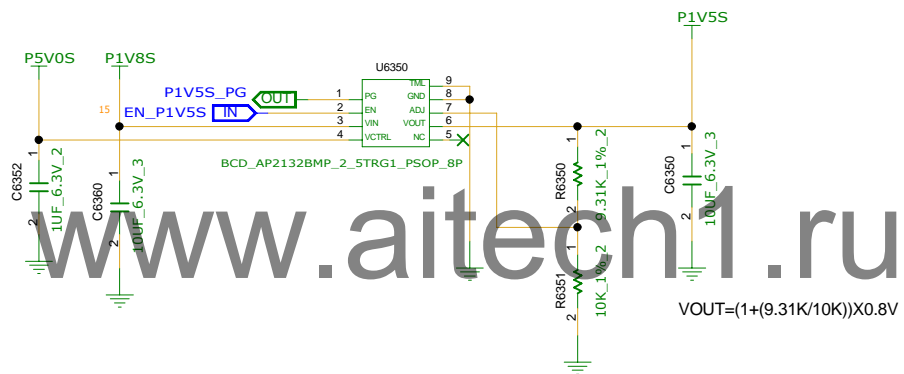 P1V5S
P5V0S
P1V8S
U6350
P1V5S_PG
OUT
1
PG
TML
9
GND
8
15
EN_P1V5S
IN
2
EN
ADJ
7
3
VIN
VOUT
6
4
VCTRL
NC
5
BCD_AP2132BMP_2_5TRG1_PSOP_8P
C6352
1
2
1UF_6.3V_2
C6360
1
2
10UF_6.3V_3
R6350
1
2
9.31K_1%_2
C6350
1
2
10UF_6.3V_3
www.aitech1.ru
R6351
1
2
10K_1%_2
VOUT=(1+(9.31K/10K))X0.8V